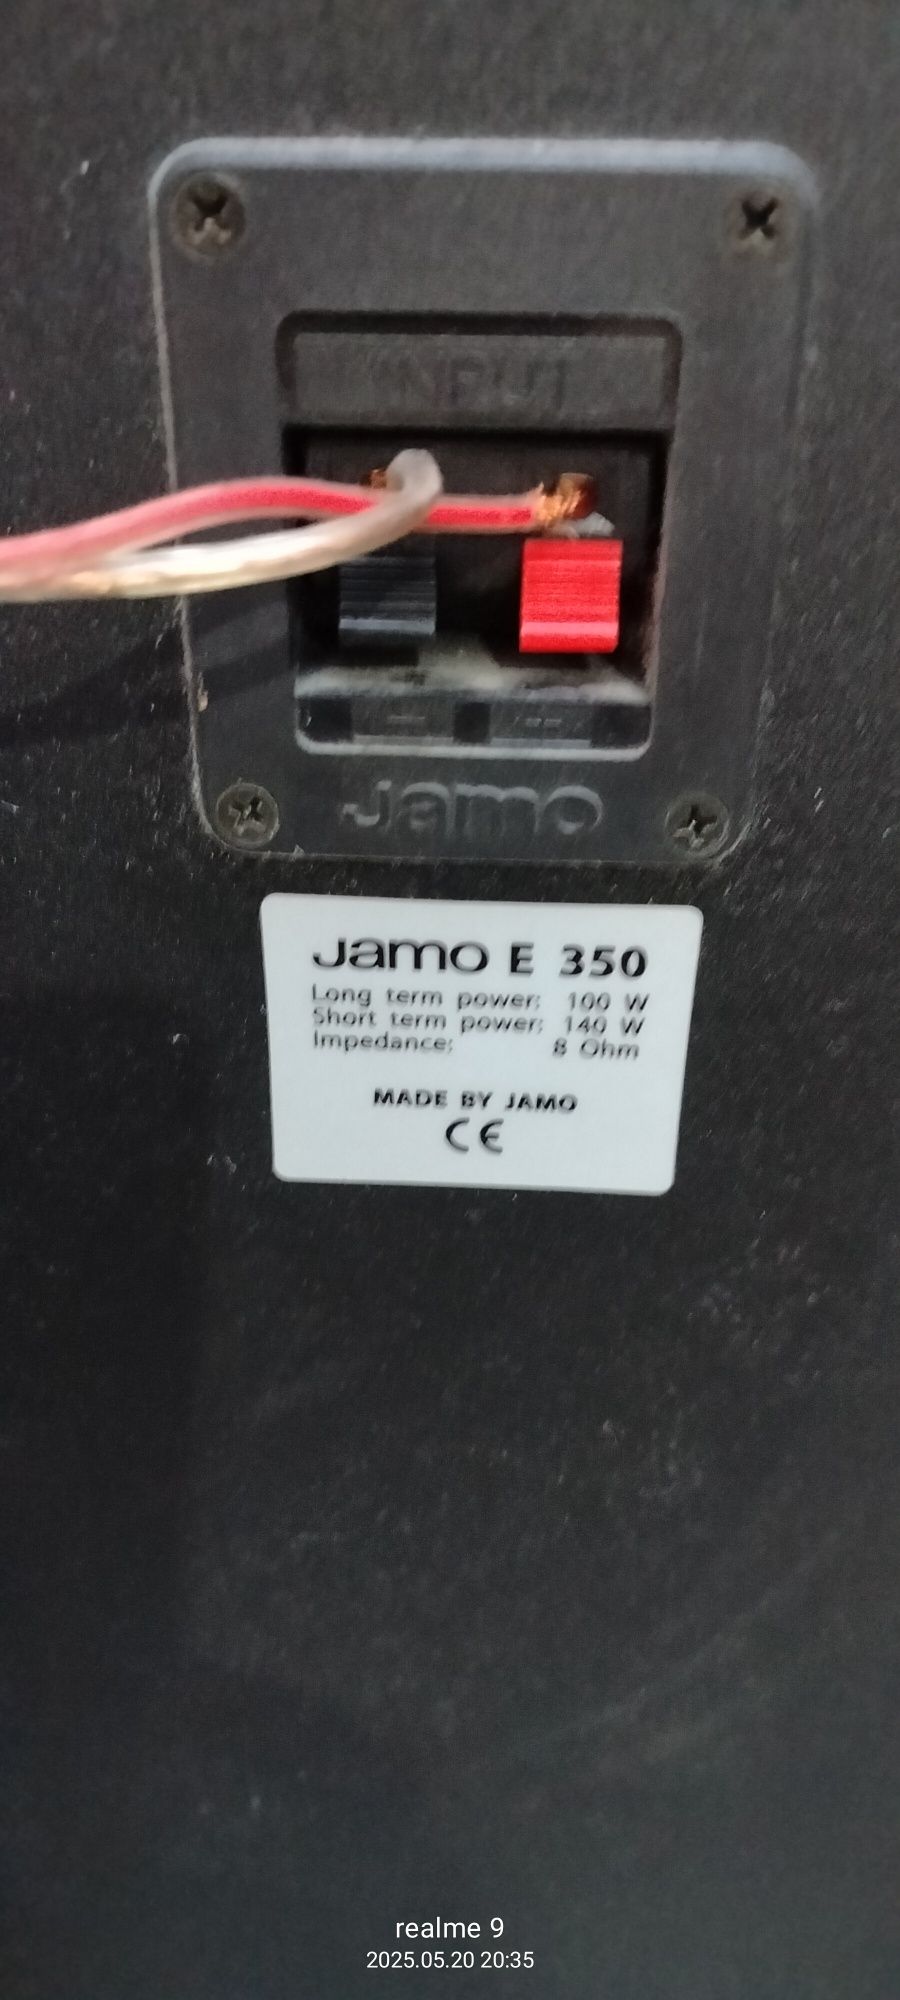 INPUT
Jamo
Jamo E 350
Long term power: 100 W
Short term power: 140 W
Impedance: 8 Ohm
MADE BY JAMO
CE
realme 9
2025.05.20 20:35